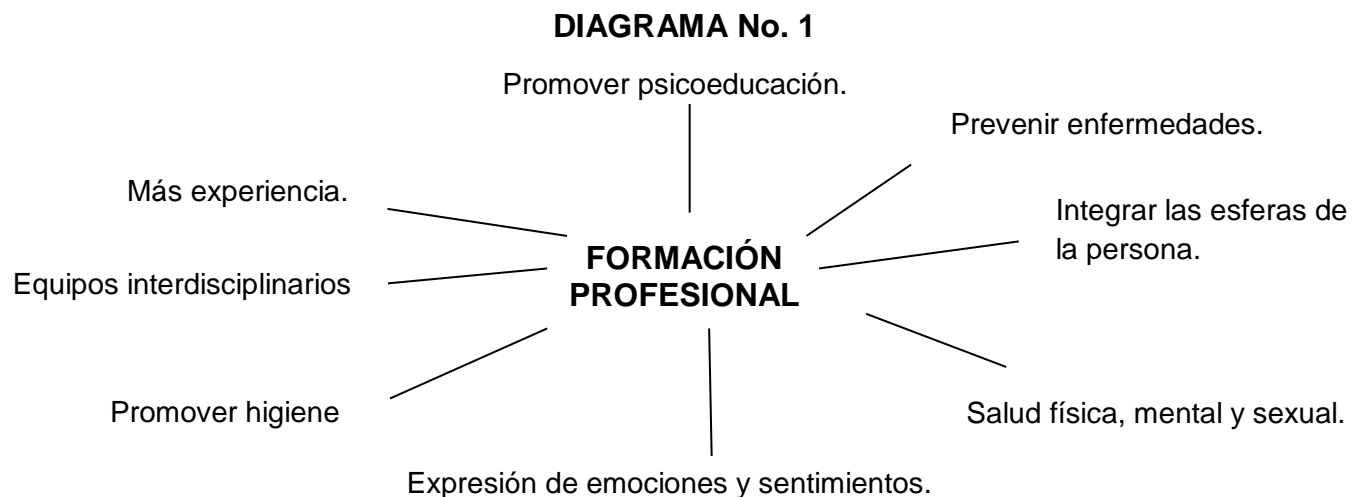 DIAGRAMA No. 1
Promover psicoeducación.
Prevenir enfermedades.
Más experiencia.
Integrar las esferas de
la persona.
FORMACIÓN
PROFESIONAL
Equipos interdisciplinarios
Promover higiene
Salud física, mental y sexual.
Expresión de emociones y sentimientos.